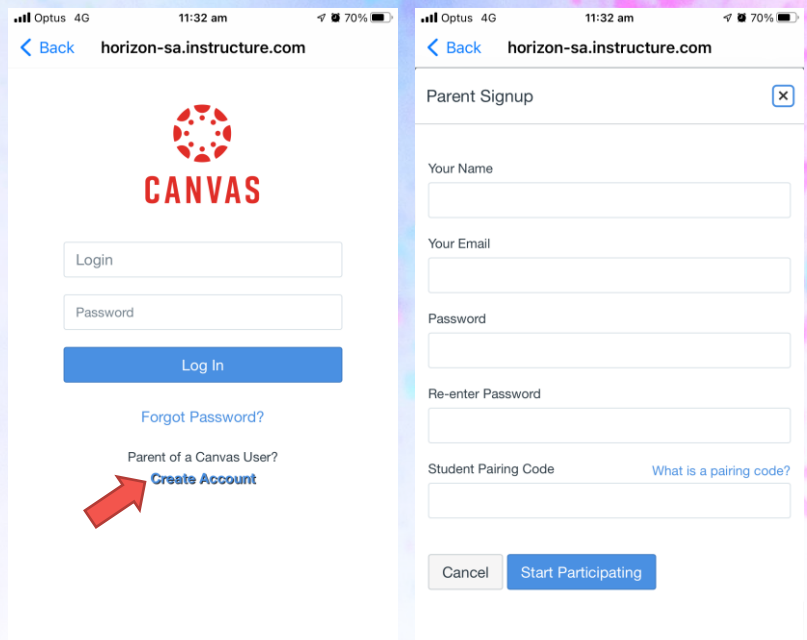 Optus 4G 11:32 am 70%
Back horizon-sa.instructure.com
CANVAS
Login
Password
Log In
Forgot Password?
Parent of a Canvas User?
Create Account
Optus 4G 11:32 am 70%
Back horizon-sa.instructure.com
Parent Signup
Your Name
Your Email
Password
Re-enter Password
Student Pairing Code What is a pairing code?
Cancel Start Participating